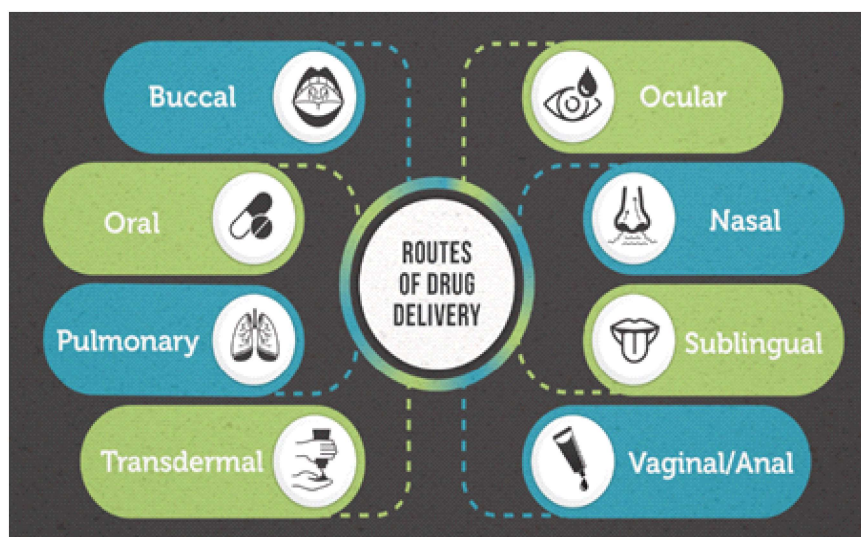 Buccal
Oral
Pulmonary
Transdermal
ROUTES
OF DRUG
DELIVERY
Ocular
Nasal
Sublingual
Vaginal/Anal